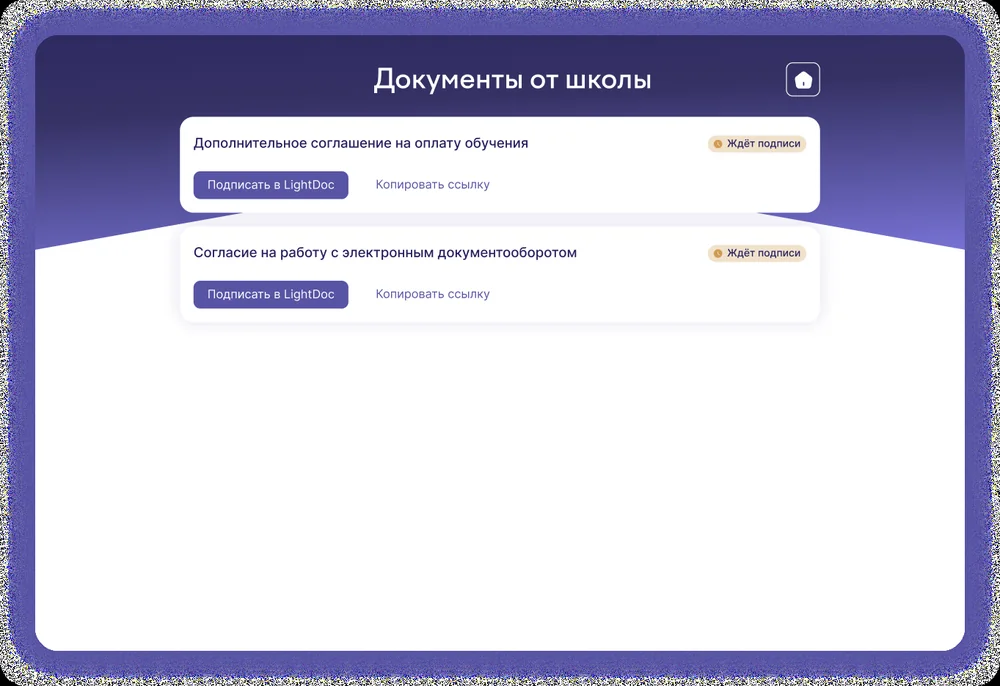 Документы от школы
Дополнительное соглашение на оплату обучения
Ждёт подписи
Подписать в LightDoc
Копировать ссылку
Согласие на работу с электронным документооборотом
Ждёт подписи
Подписать в LightDoc
Копировать ссылку